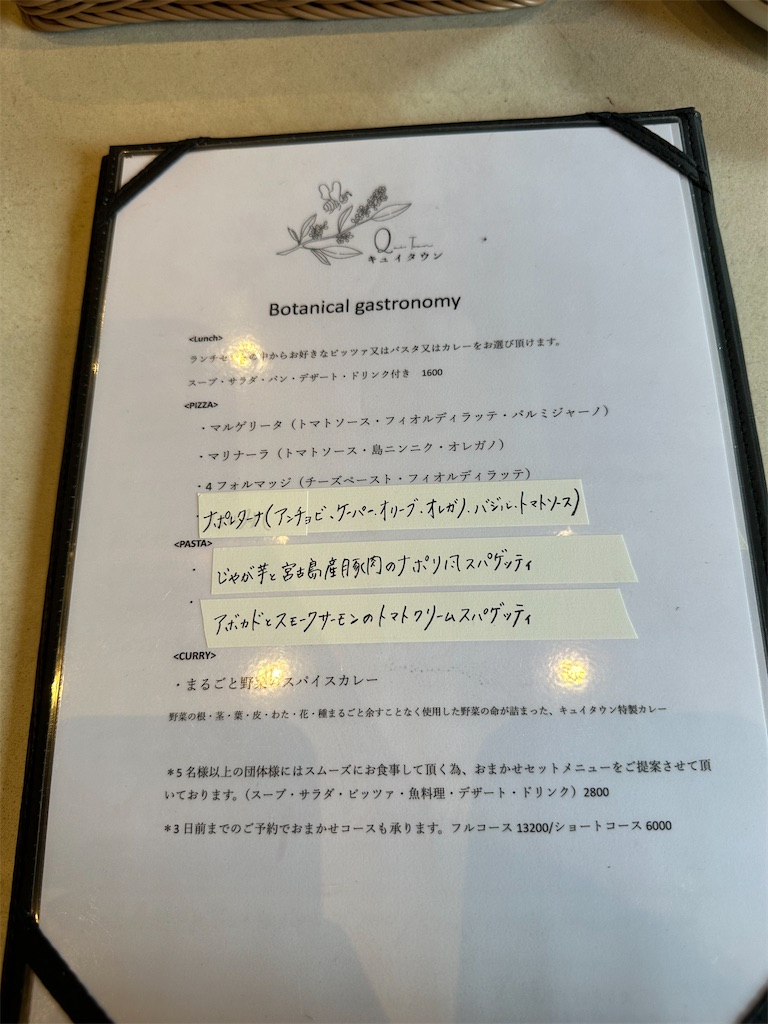 キュイタウン
Botanical gastronomy
<Lunch>
ランチセ 中からお好きなピッツァ又はパスタ又はカレーをお選び頂けます。
スープ・サラダ・パン・デザート・ドリンク付き 1600
<PIZZA>
・マルゲリータ（トマトソース・フィオルディラッテ・パルミジャーノ）
・マリナーラ（トマトソース・島ニンニク・オレガノ）
・4フォルマッジ（チーズペースト・フィオルディラッテ）
・ナポレターナ(アンチョビ、ケーパー、オリーブ、オレガノ、バジル、トマトソース)
<PASTA>
・じゃが芋と宮古島産豚肉のナポリ風スパゲッティ
・アボカドとスモークサーモンのトマトクリームスパゲッティ
<CURRY>
・まるごと野菜のスパイスカレー
野菜の根・茎・葉・皮・わた・花・種まるごと余すことなく使用した野菜の命が詰まった、キュイタウン特製カレー
＊5名様以上の団体様にはスムーズにお食事して頂く為、おまかせセットメニューをご提案させて頂
いております。（スープ・サラダ・ピッツァ・魚料理・デザート・ドリンク）2800
＊3日前までのご予約でおまかせコースも承ります。フルコース 13200/ショートコース 6000